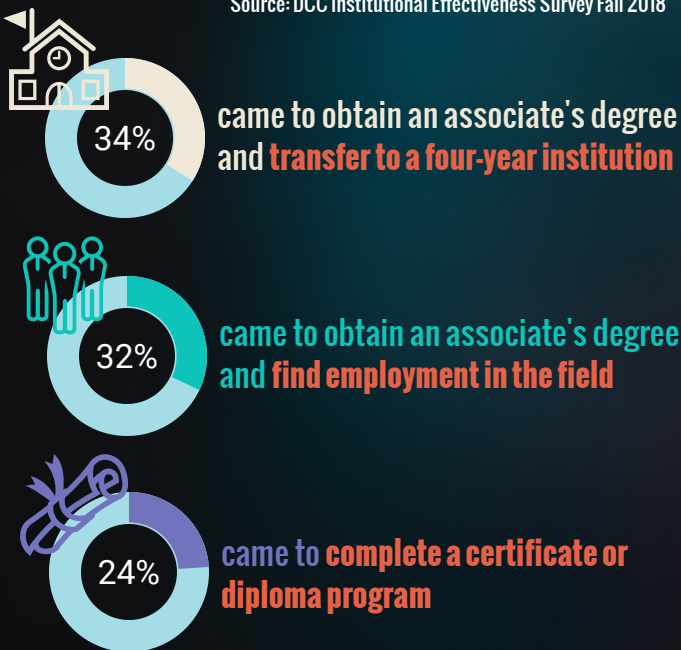 Source: DCC Institutional Effectiveness Survey Fall 2018
34%
came to obtain an associate's degree
and transfer to a four-year institution
32%
came to obtain an associate's degree
and find employment in the field
24%
came to complete a certificate or
diploma program